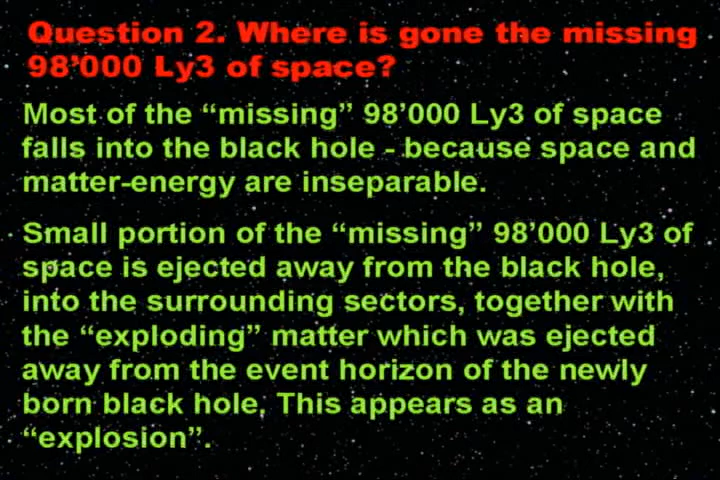 Question 2. Where is gone the missing
98’000 Ly3 of space?
Most of the “missing” 98’000 Ly3 of space
falls into the black hole - because space and
matter-energy are inseparable.
Small portion of the “missing” 98’000 Ly3 of
space is ejected away from the black hole,
into the surrounding sectors, together with
the “exploding” matter which was ejected
away from the event horizon of the newly
born black hole. This appears as an
“explosion”.